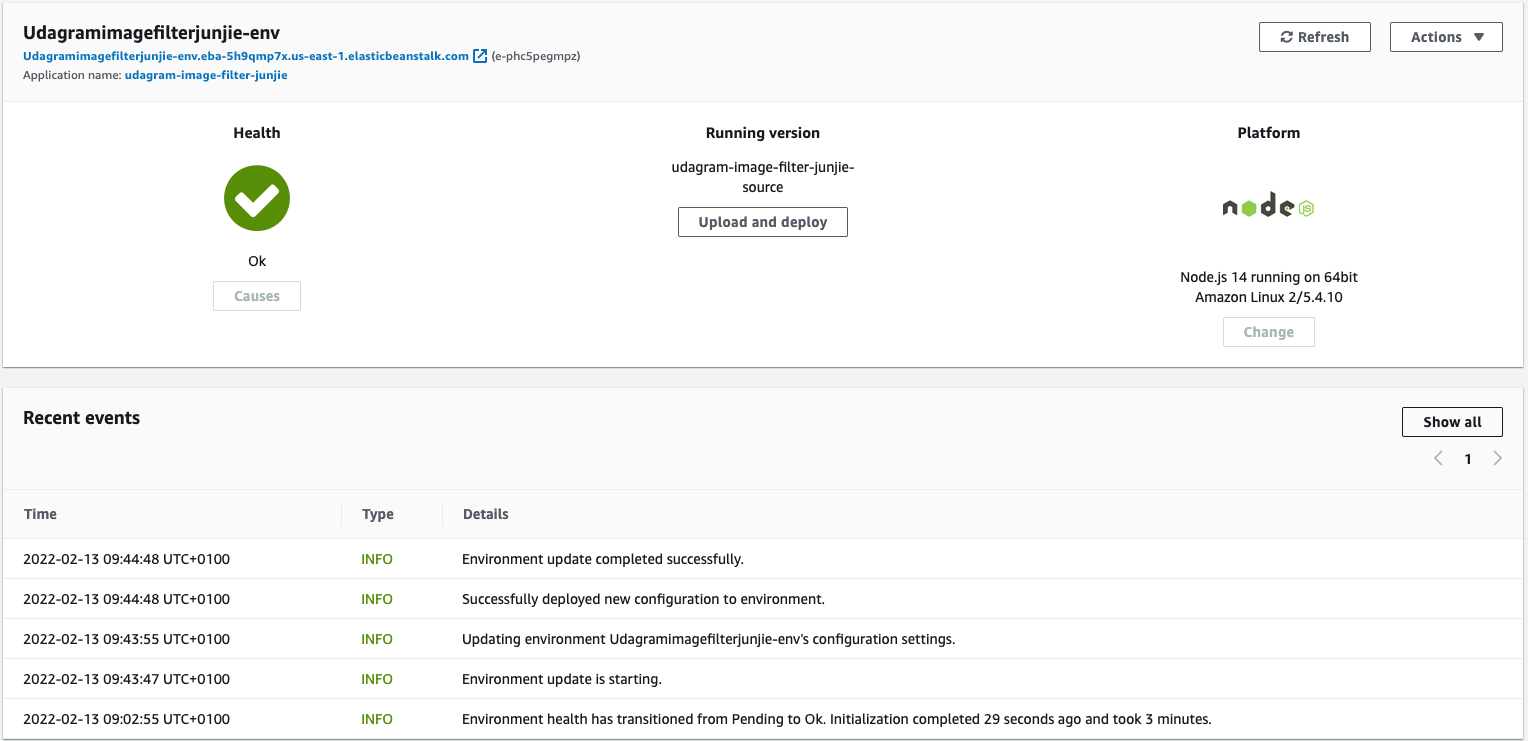 Udagramimagefilterjunjie-env
Udagramimagefilterjunjie-env.eba-5h9qmp7x.us-east-1.elasticbeanstalk.com (e-phc5pegmpz)
Application name: udagram-image-filter-junjie
Refresh
Actions
Health
Ok
Causes
Running version
udagram-image-filter-junjie-
source
Upload and deploy
Platform
node JS
Node.js 14 running on 64bit
Amazon Linux 2/5.4.10
Change
Recent events
Show all
1
Time Type Details
2022-02-13 09:44:48 UTC+0100 INFO Environment update completed successfully.
2022-02-13 09:44:48 UTC+0100 INFO Successfully deployed new configuration to environment.
2022-02-13 09:43:55 UTC+0100 INFO Updating environment Udagramimagefilterjunjie-env's configuration settings.
2022-02-13 09:43:47 UTC+0100 INFO Environment update is starting.
2022-02-13 09:02:55 UTC+0100 INFO Environment health has transitioned from Pending to Ok. Initialization completed 29 seconds ago and took 3 minutes.